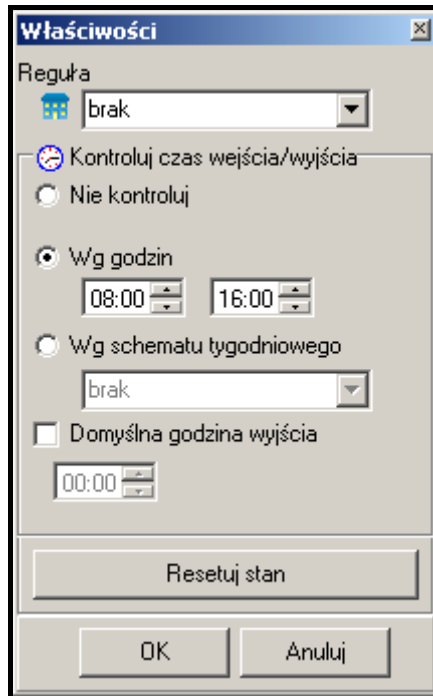 Właściwości
Reguła
brak
Kontroluj czas wejścia/wyjścia
Nie kontroluj
Wg godzin
08:00 16:00
Wg schematu tygodniowego
brak
Domyślna godzina wyjścia
00:00
Resetuj stan
OK Anuluj